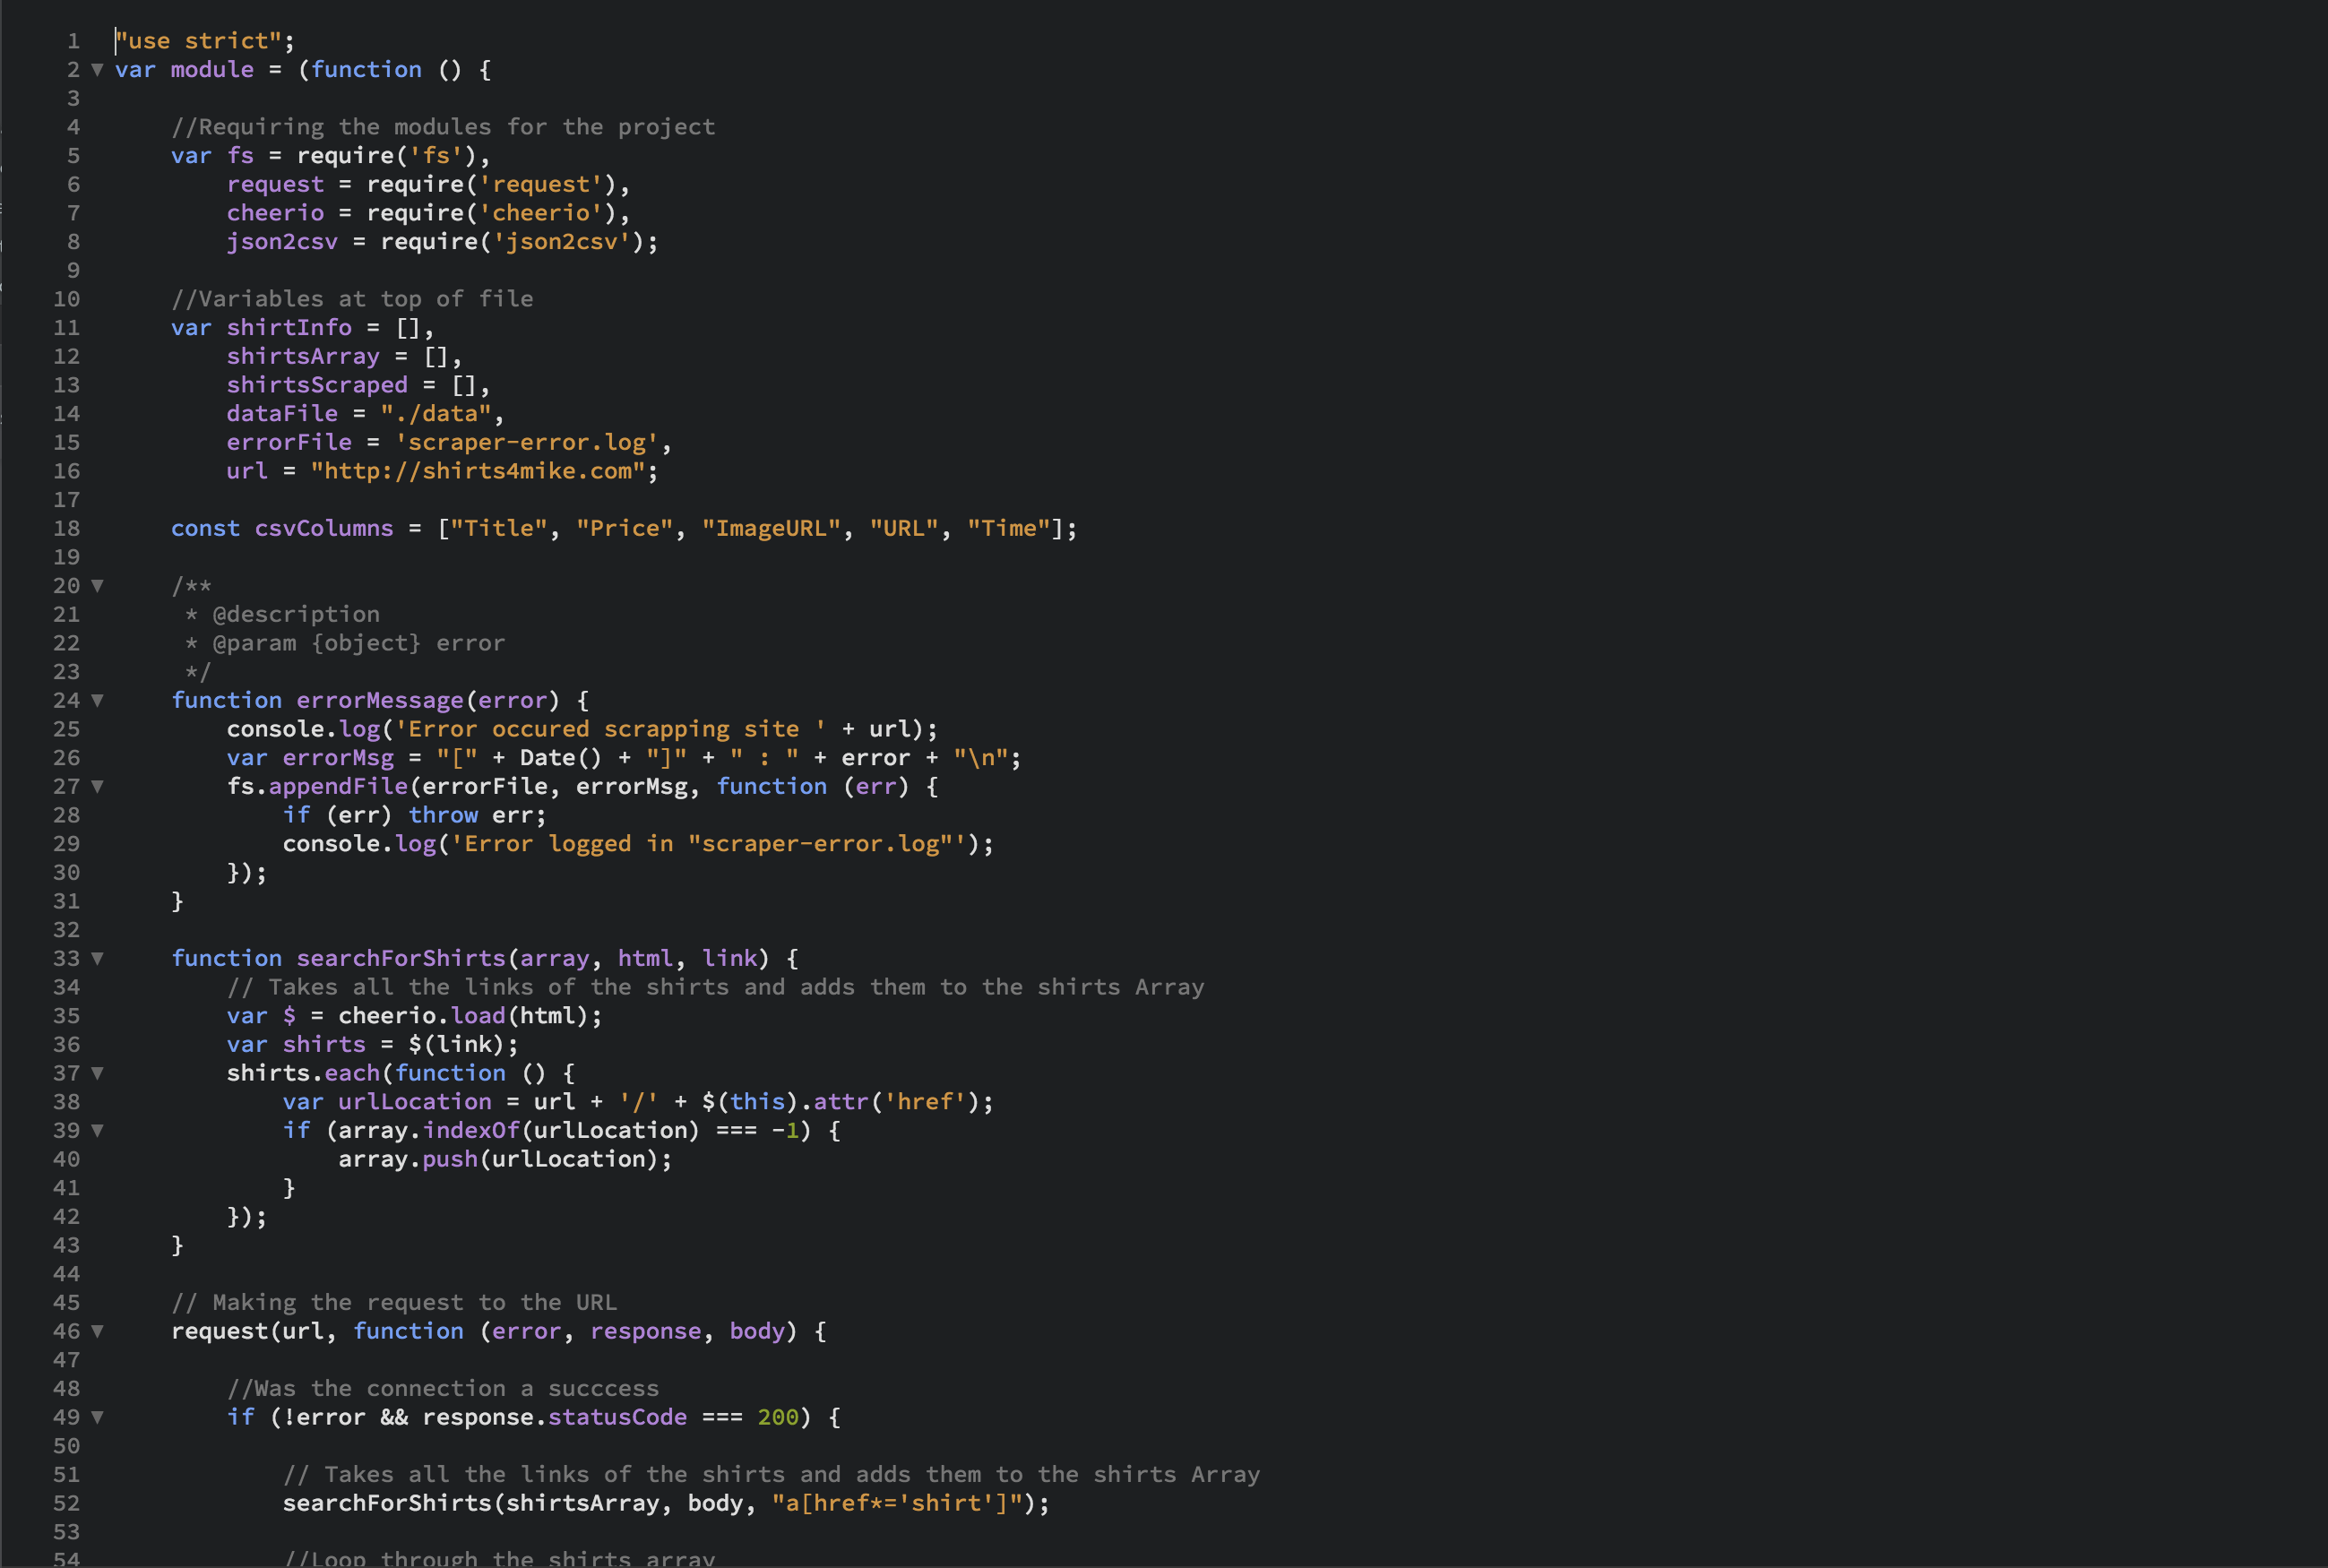 1 "use strict";
2 ▼ var module = (function () {
3
4 //Requiring the modules for the project
5 var fs = require('fs'),
6 request = require('request'),
7 cheerio = require('cheerio'),
8 json2csv = require('json2csv');
9
10 //Variables at top of file
11 var shirtInfo = [],
12 shirtsArray = [],
13 shirtsScraped = [],
14 dataFile = "./data",
15 errorFile = 'scraper-error.log',
16 url = "http://shirts4mike.com";
17
18 const csvColumns = ["Title", "Price", "ImageURL", "URL", "Time"];
19
20 ▼ /**
21 * @description
22 * @param {object} error
23 */
24 ▼ function errorMessage(error) {
25 console.log('Error occured scrapping site ' + url);
26 var errorMsg = "[" + Date() + "]" + " : " + error + "\n";
27 ▼ fs.appendFile(errorFile, errorMsg, function (err) {
28 if (err) throw err;
29 console.log('Error logged in "scraper-error.log"');
30 });
31 }
32
33 ▼ function searchForShirts(array, html, link) {
34 // Takes all the links of the shirts and adds them to the shirts Array
35 var $ = cheerio.load(html);
36 var shirts = $(link);
37 ▼ shirts.each(function () {
38 var urlLocation = url + '/' + $(this).attr('href');
39 ▼ if (array.indexOf(urlLocation) === -1) {
40 array.push(urlLocation);
41 }
42 });
43 }
44
45 // Making the request to the URL
46 ▼ request(url, function (error, response, body) {
47
48 //Was the connection a succcess
49 ▼ if (!error && response.statusCode === 200) {
50
51 // Takes all the links of the shirts and adds them to the shirts Array
52 searchForShirts(shirtsArray, body, "a[href*='shirt']");
53
54 //Loop through the shirts array